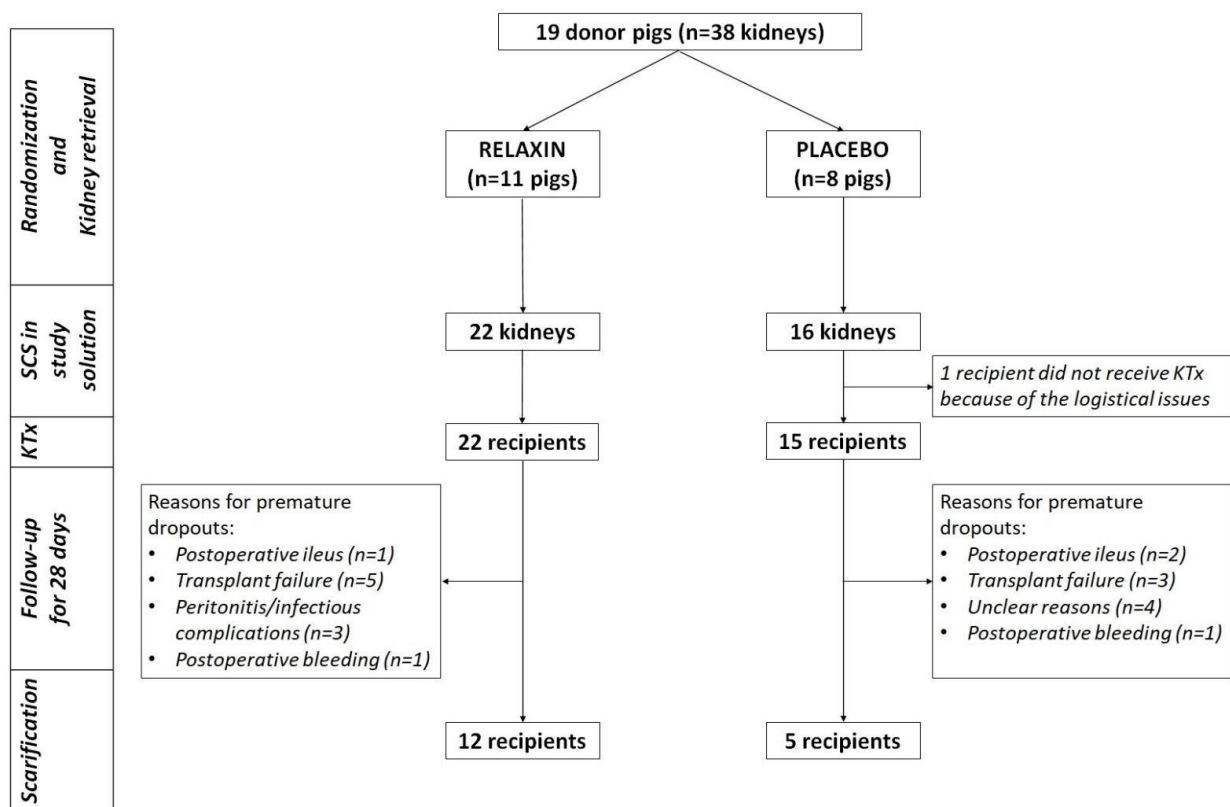 19 donor pigs (n=38 kidneys)
Randomization
and
Kidney retrieval
RELAXIN
(n=11 pigs)
PLACEBO
(n=8 pigs)
SCS in
study
solution
22 kidneys
16 kidneys
1 recipient did not receive KTx
because of the logistical issues
KTx
22 recipients
15 recipients
Follow-up
for 28 days
Reasons for premature
dropouts:
• Postoperative ileus (n=1)
• Transplant failure (n=5)
• Peritonitis/infectious
complications (n=3)
• Postoperative bleeding (n=1)
Reasons for premature
dropouts:
• Postoperative ileus (n=2)
• Transplant failure (n=3)
• Unclear reasons (n=4)
• Postoperative bleeding (n=1)
Scarification
12 recipients
5 recipients